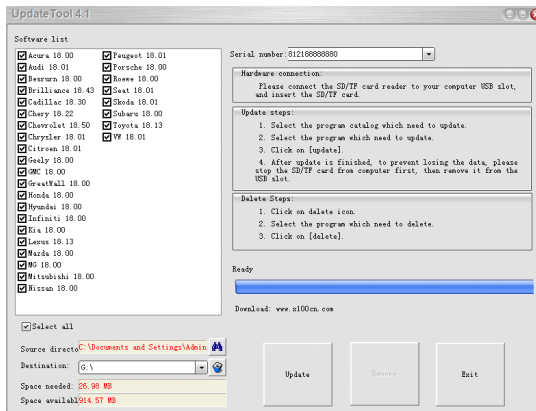 UpdateTool 4.1
Software list
Acura 18.00
Audi 18.01
Besrurn 18.00
Brilliance 18.43
Cadillac 18.30
Chery 18.22
Chevrolet 18.50
Chrysler 18.01
Citroen 18.01
Geely 18.00
GMC 18.00
GreatWall 18.00
Honda 18.00
Hyundai 18.00
Infiniti 18.00
Kia 18.00
Lexus 18.13
Mazda 18.00
MG 18.00
Mitsubishi 18.00
Nissan 18.00
Peugeot 18.01
Porsche 18.00
Roewe 18.00
Seat 18.01
Skoda 18.01
Subaru 18.00
Toyota 18.13
VW 18.01
Select all
Source directo C:\Documents and Settings\Admin
Destination: G:\
Space needed: 26.98 MB
Space availabl 914.57 MB
Serial number: 812188888880
Hardware connection:
Please connect the SD/TF card reader to your computer USB slot,
and insert the SD/TF card.
Update steps:
1. Select the program catalog which need to update.
2. Select the program which need to update.
3. Click on [update].
4. After update is finished, to prevent losing the data, please
stop the SD/TF card from computer first, then remove it from the
USB slot.
Delete Steps:
1. Click on delete icon.
2. Select the program which need to delete.
3. Click on [delete].
Ready
Download: www.x100cn.com
Update
Exit